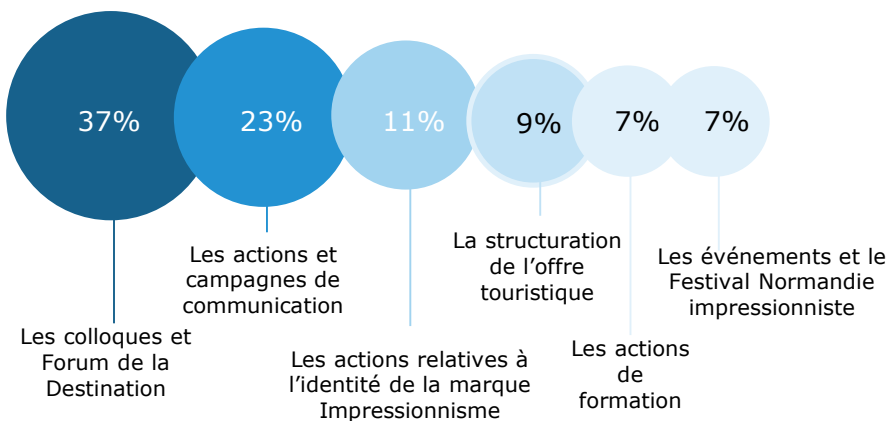 37%
23%
11%
9%
7%
7%
Les colloques et
Forum de la
Destination
Les actions et
campagnes de
communication
Les actions relatives à
l’identité de la marque
Impressionnisme
La structuration
de l’offre
touristique
Les actions
de
formation
Les événements et le
Festival Normandie
impressionniste